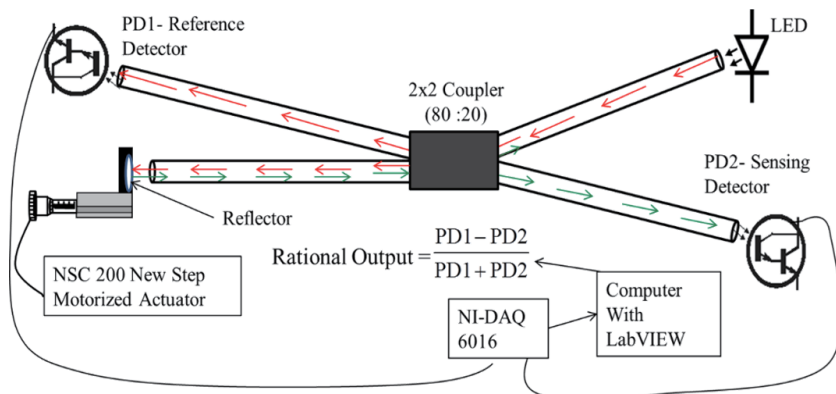 PD1- Reference
Detector
LED
2x2 Coupler
(80 :20)
PD2- Sensing
Detector
Reflector
Rational Output = PD1−PD2
PD1+PD2
NSC 200 New Step
Motorized Actuator
NI-DAQ
6016
Computer
With
LabVIEW